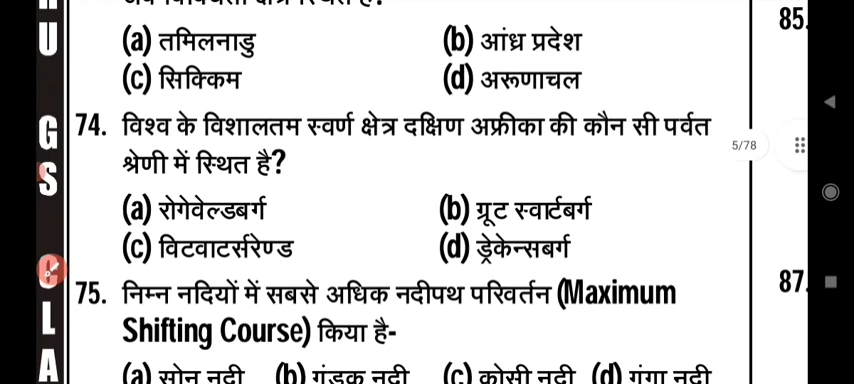 U
G
S
L
A
(a) तमिलनाडु (b) आंध्र प्रदेश
(c) सिक्किम (d) अरूणाचल
74. विश्व के विशालतम स्वर्ण क्षेत्र दक्षिण अफ्रीका की कौन सी पर्वत
श्रेणी में स्थित है?
(a) रोगेवेल्डबर्ग (b) ग्रूट स्वार्टबर्ग
(c) विटवाटर्सरेण्ड (d) ड्रेकेन्सबर्ग
75. निम्न नदियों में सबसे अधिक नदीपथ परिवर्तन (Maximum
Shifting Course) किया है-
(a) सोन नदी (b) गंडक नदी (c) कोसी नदी (d) गंगा नदी
5/78
85.
87.